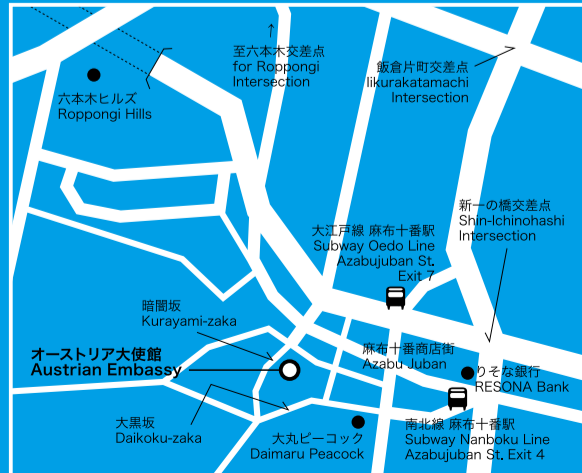 ↑
至六本木交差点
for Roppongi
Intersection
飯倉片町交差点
Iikurakatamachi
Intersection
六本木ヒルズ
Roppongi Hills
新一の橋交差点
Shin-Ichinohashi
Intersection
大江戸線 麻布十番駅
Subway Oedo Line
Azabujuban St.
Exit 7
暗闇坂
Kurayami-zaka
オーストリア大使館
Austrian Embassy
麻布十番商店街
Azabu Juban
りそな銀行
RESONA Bank
大黒坂
Daikoku-zaka
大丸ピーコック
Daimaru Peacock
南北線 麻布十番駅
Subway Nanboku Line
Azabujuban St. Exit 4